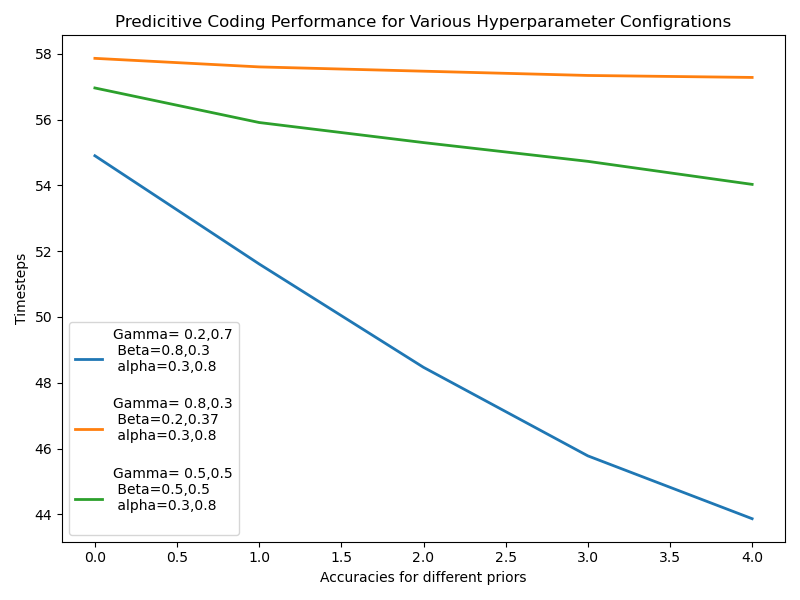 Predicitive Coding Performance for Various Hyperparameter Configrations
58
56
54
52
50
48
46
44
Timesteps
Gamma= 0.2,0.7
Beta=0.8,0.3
alpha=0.3,0.8
Gamma= 0.8,0.3
Beta=0.2,0.37
alpha=0.3,0.8
Gamma= 0.5,0.5
Beta=0.5,0.5
alpha=0.3,0.8
0.0 0.5 1.0 1.5 2.0 2.5 3.0 3.5 4.0
Accuracies for different priors